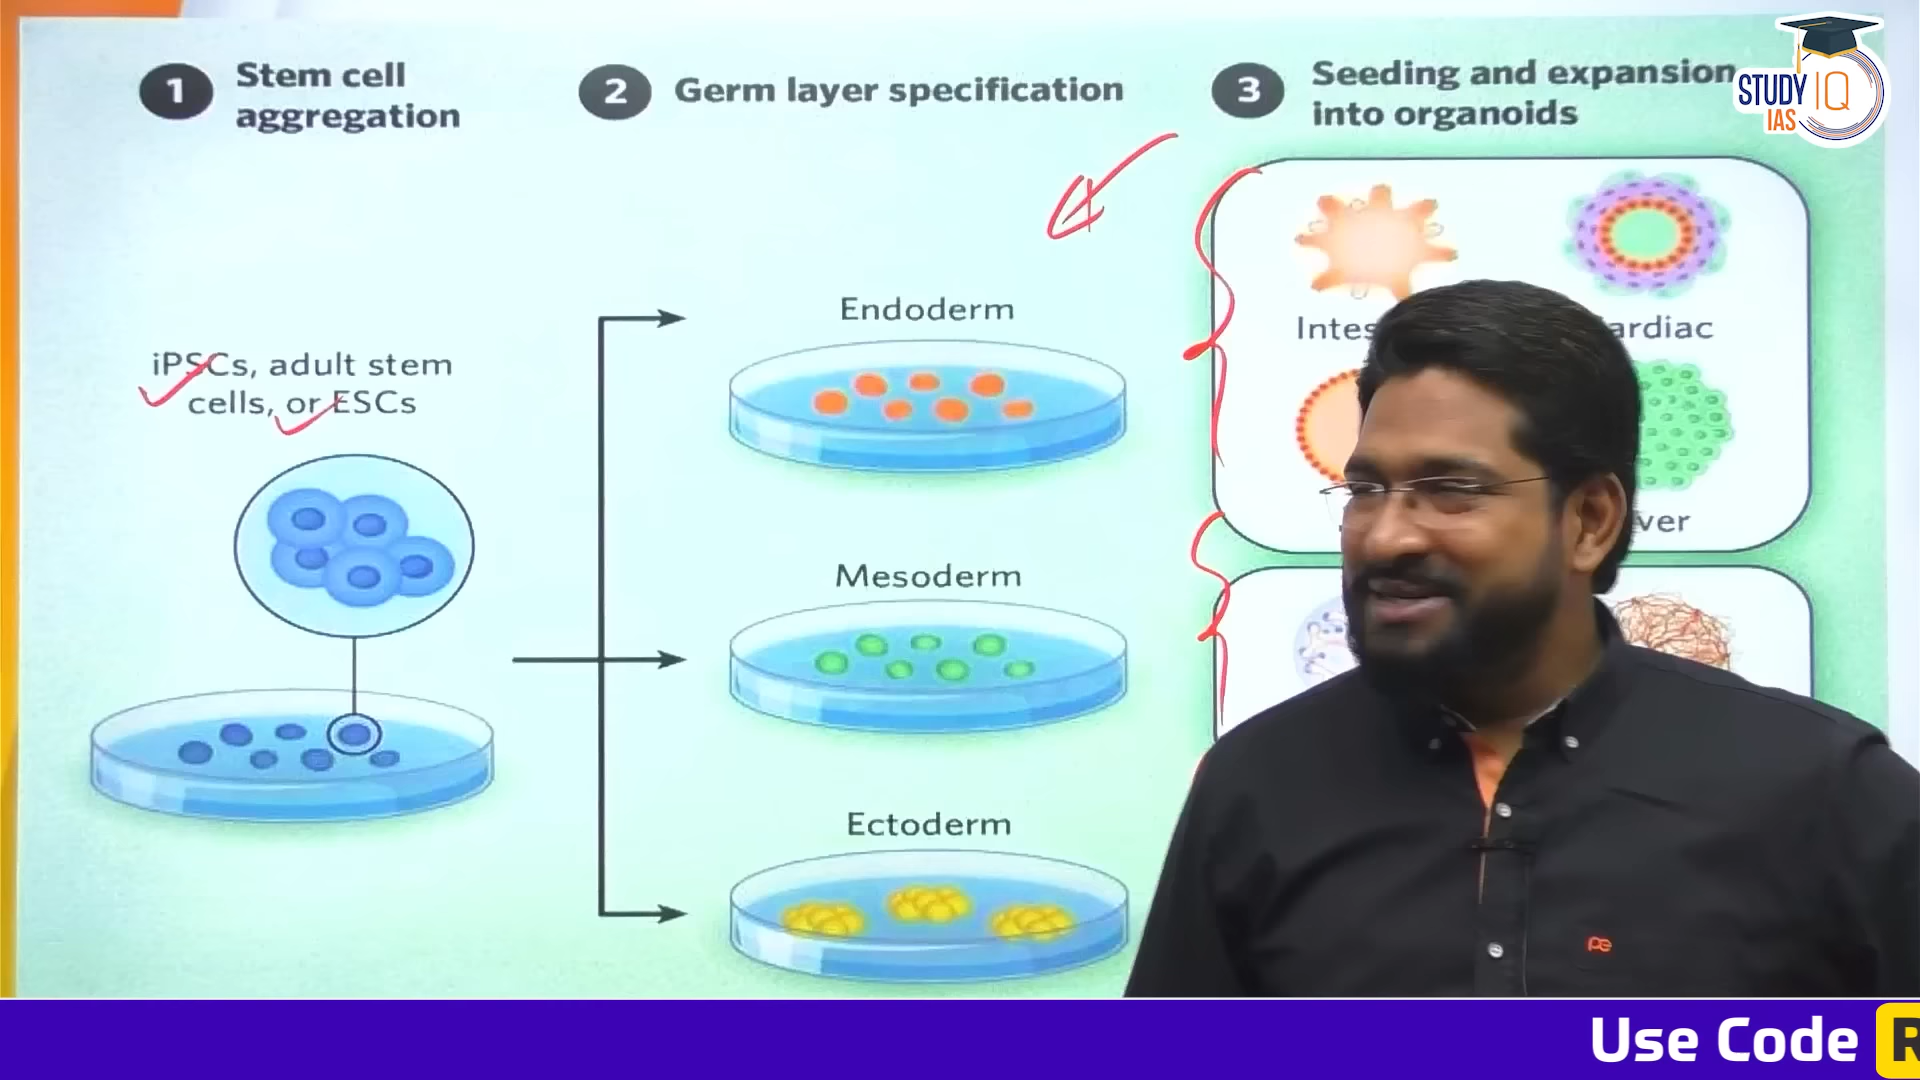 1
Stem cell
aggregation
2
Germ layer specification
3
Seeding and expansion
into organoids
STUDY IQ
IAS
iPSCs, adult stem
cells, or ESCs
Endoderm
Mesoderm
Ectoderm
pe
Use Code